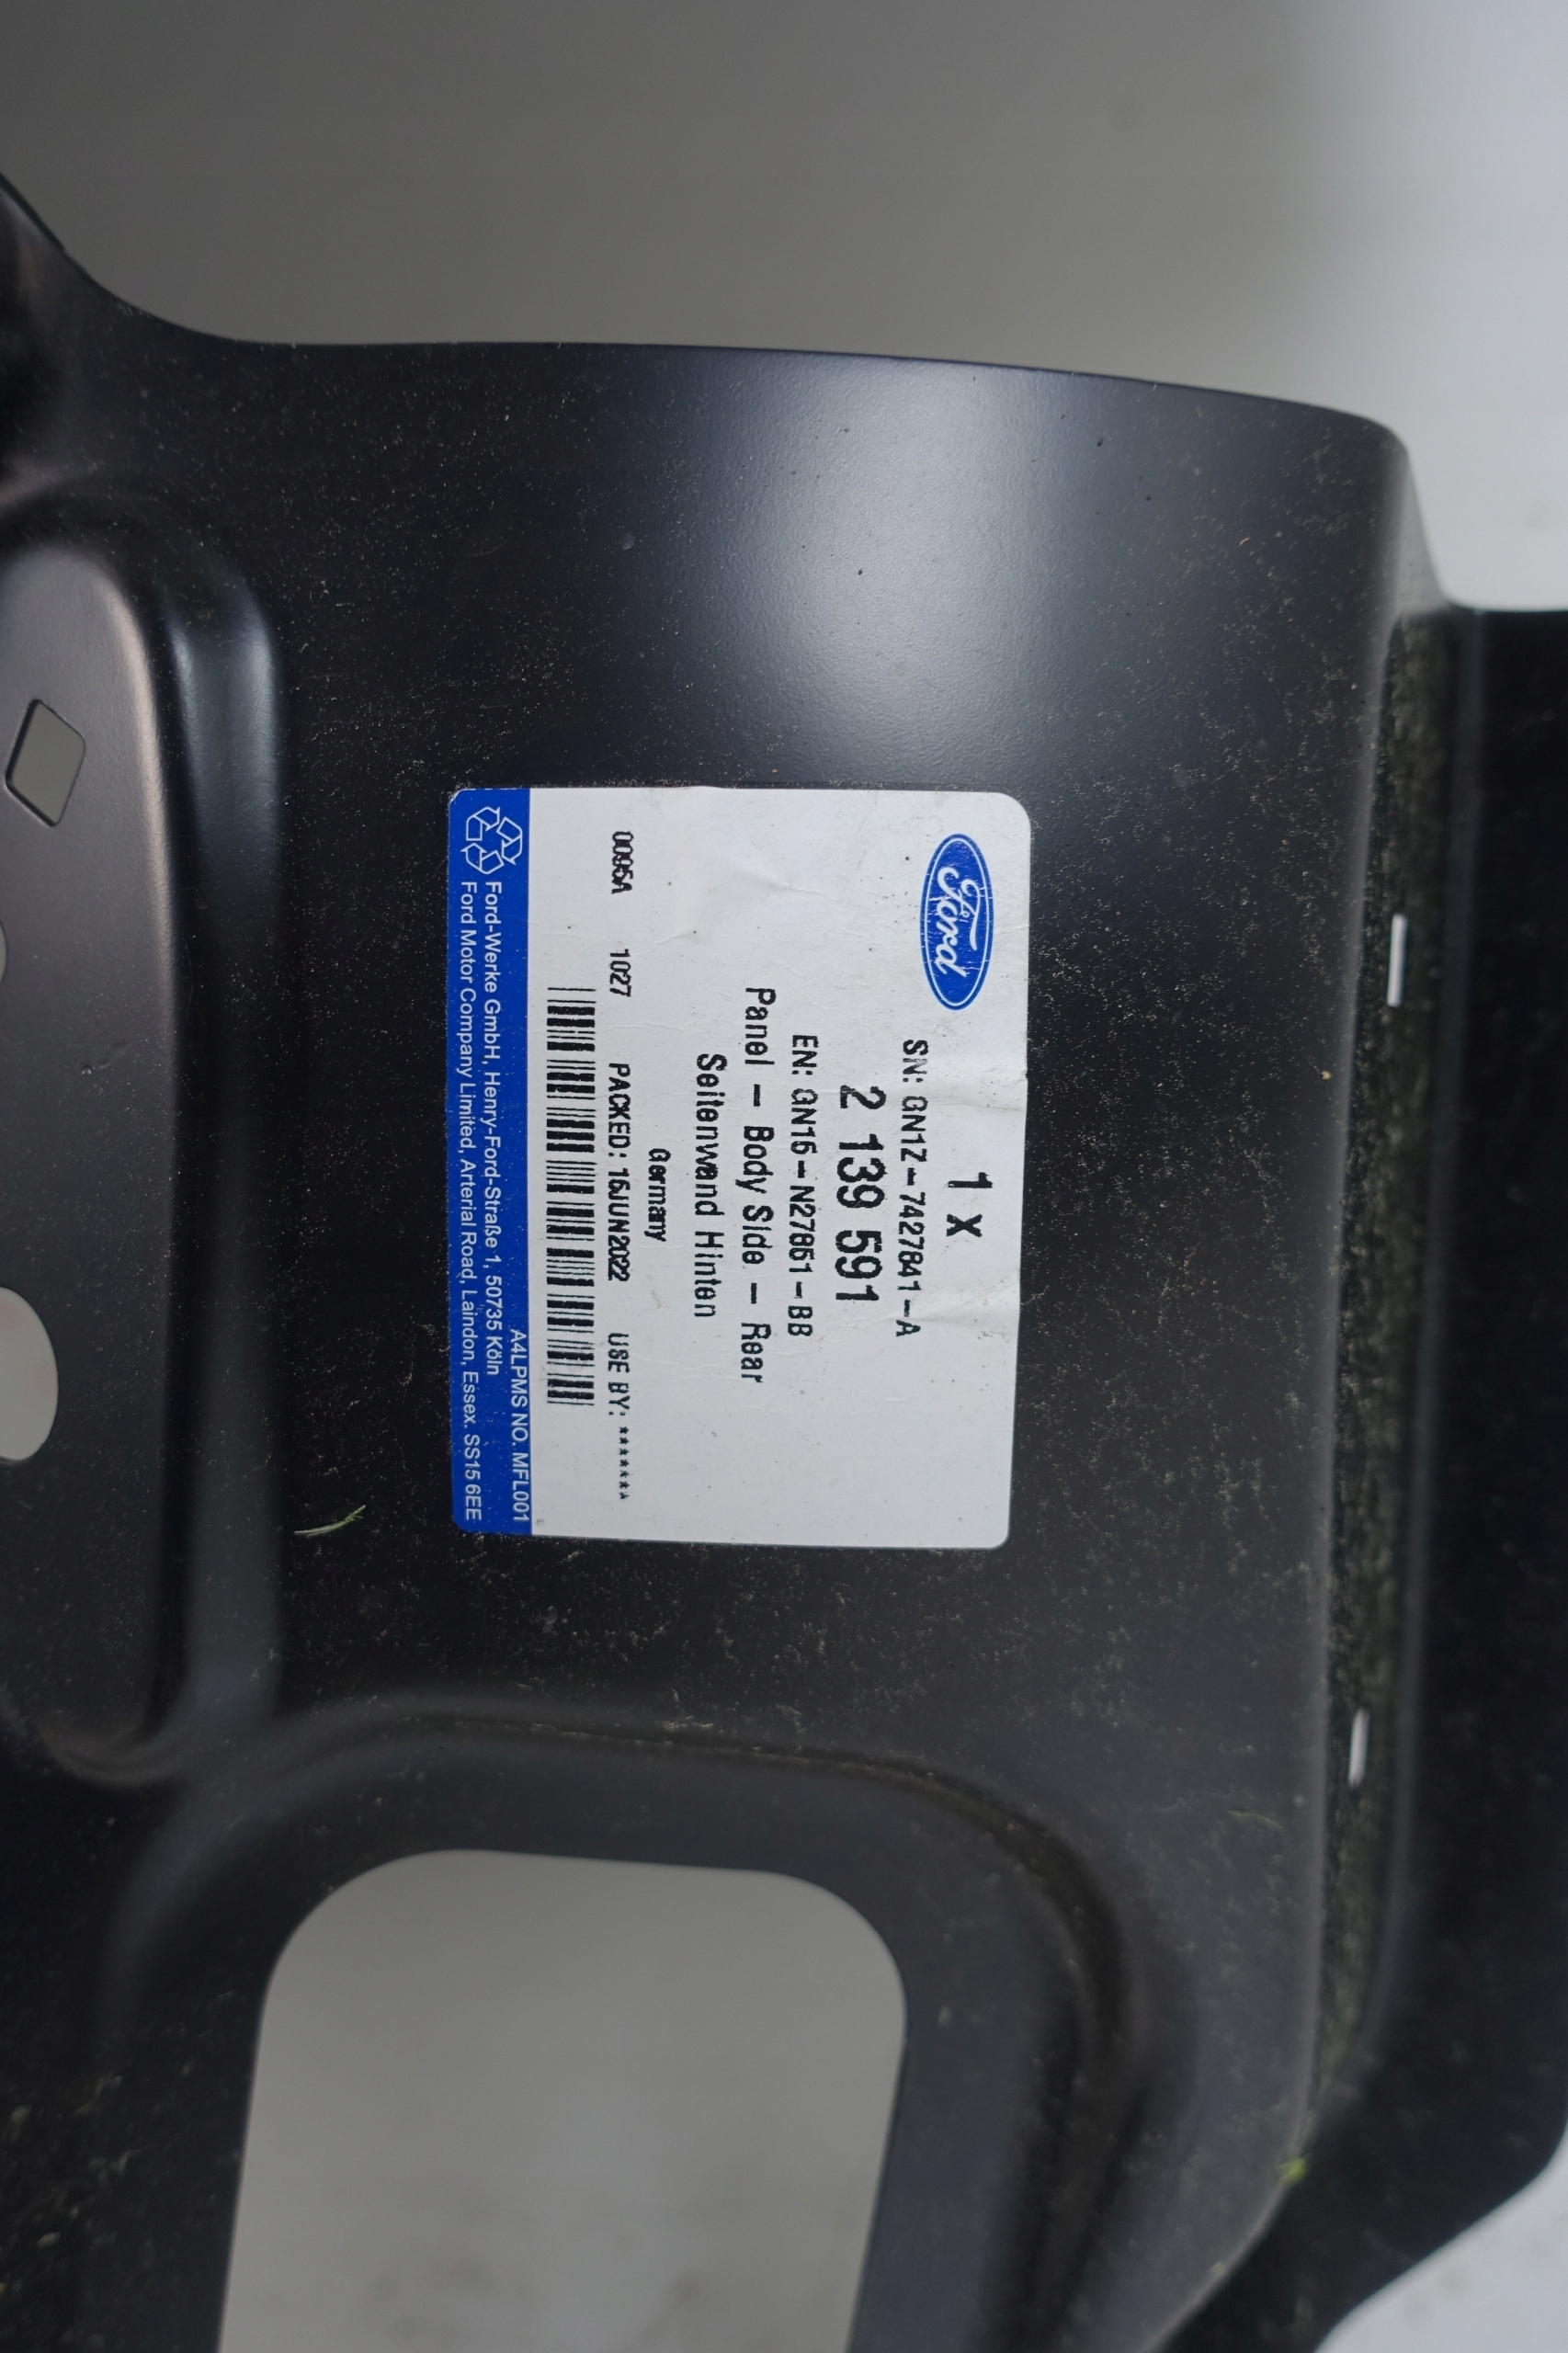 Ford
1 X
SN: GN1Z-7427841-A
2 139 591
EN: GN15-N27861-BB
Panel - Body Side - Rear
Seitenwand Hinten
Germany
0095A 1027 PACKED: 15JUN2022 USE BY: ********
A4LPMS NO. MFL001
Ford-Werke GmbH, Henry-Ford-Straße 1, 50735 Köln
Ford Motor Company Limited, Arterial Road, Laindon, Essex. SS15 6EE